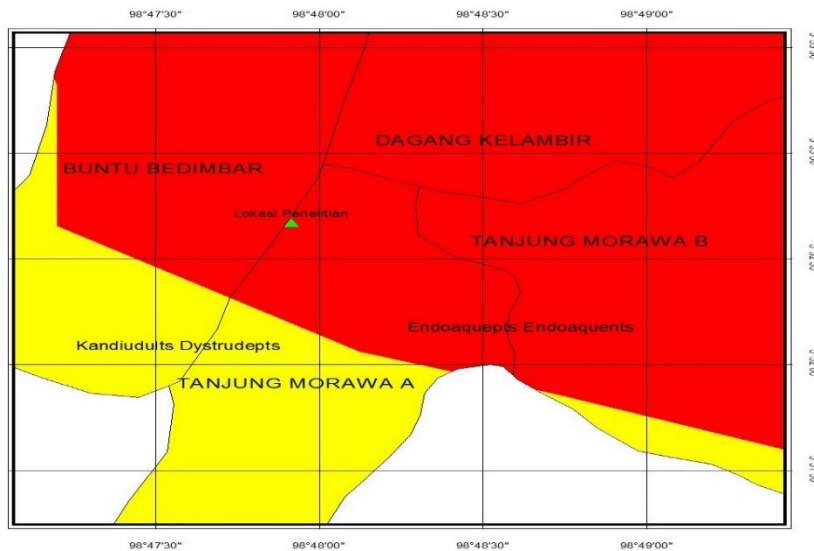 98°47'30" 98°48'00" 98°48'30" 98°49'00"
DAGANG KELAMBIR
BUNTU BEDIMBAR
Lokasi Penelitian
TANJUNG MORAWA B
Endoaquepts Endoaquents
Kandiudults Dystrudepts
TANJUNG MORAWA A
98°47'30" 98°48'00" 98°48'30" 98°49'00"